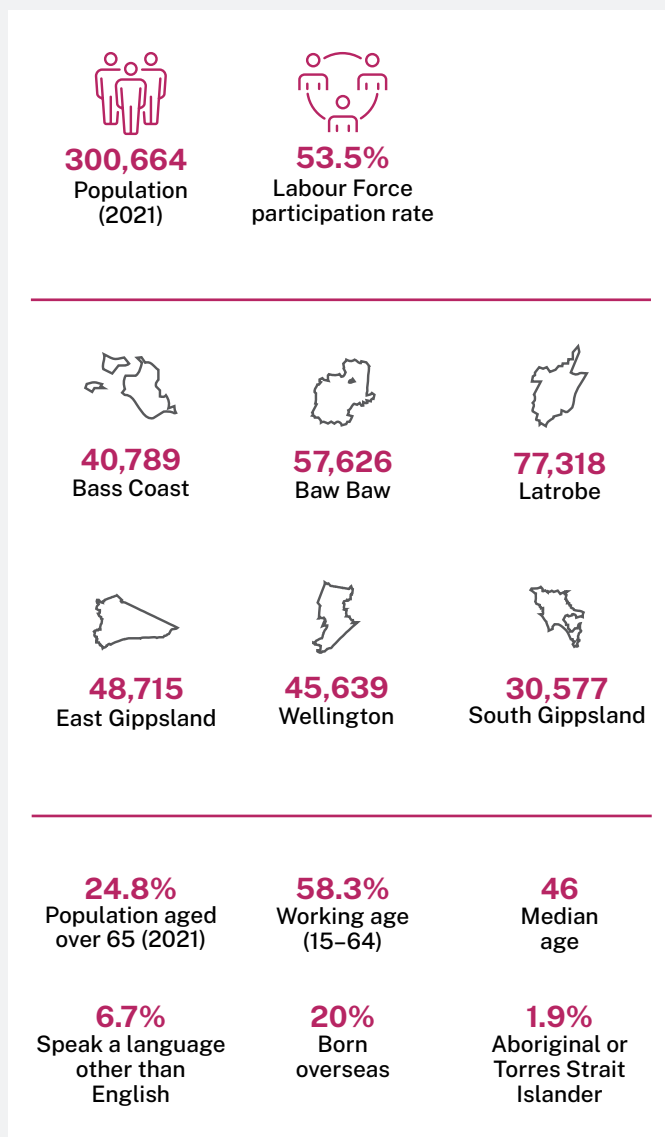 300,664
Population
(2021)
53.5%
Labour Force
participation rate
40,789
Bass Coast
57,626
Baw Baw
77,318
Latrobe
48,715
East Gippsland
45,639
Wellington
30,577
South Gippsland
24.8%
Population aged
over 65 (2021)
58.3%
Working age
(15–64)
46
Median
age
6.7%
Speak a language
other than
English
20%
Born
overseas
1.9%
Aboriginal or
Torres Strait
Islander